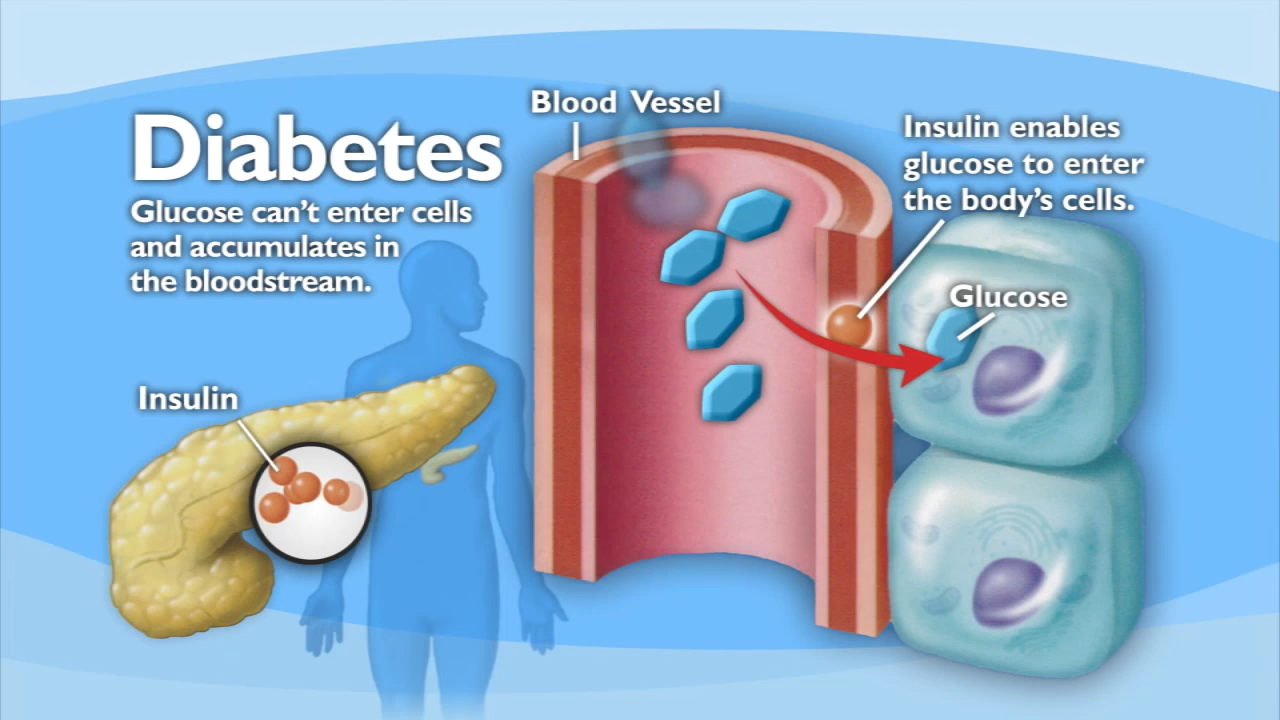 Diabetes
Glucose can't enter cells
and accumulates in
the bloodstream.
Blood Vessel
Insulin enables
glucose to enter
the body's cells.
Glucose
Insulin